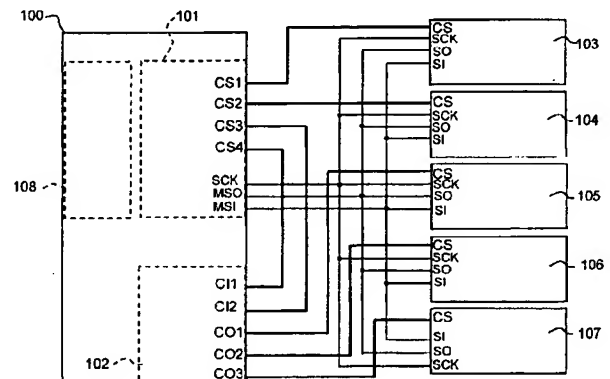 100
101
108
CS1
CS2
CS3
CS4
SCK
MSO
MSI
CI1
CI2
CO1
CO2
CO3
102
CS
SCK
SO
SI
103
CS
SCK
SO
SI
104
CS
SCK
SO
SI
105
CS
SCK
SO
SI
106
CS
SI
SO
SCK
107